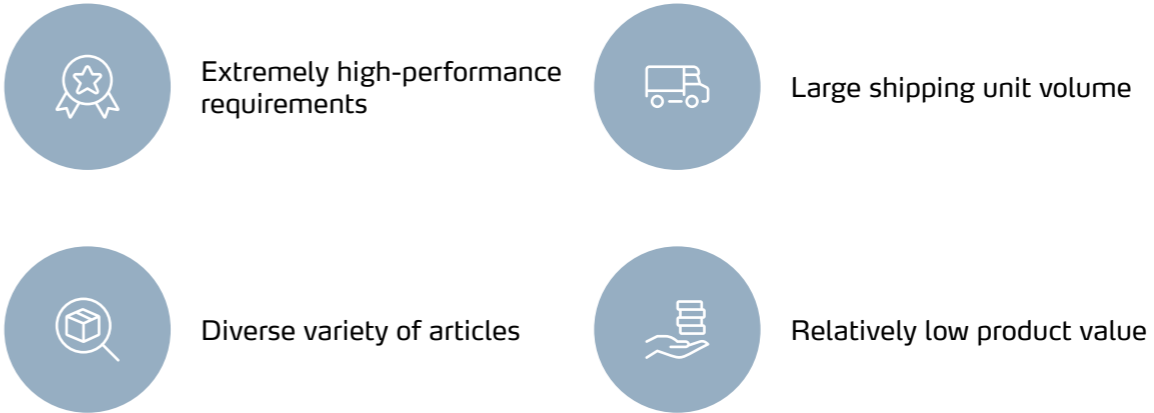 Extremely high-performance
requirements
Large shipping unit volume
Diverse variety of articles
Relatively low product value